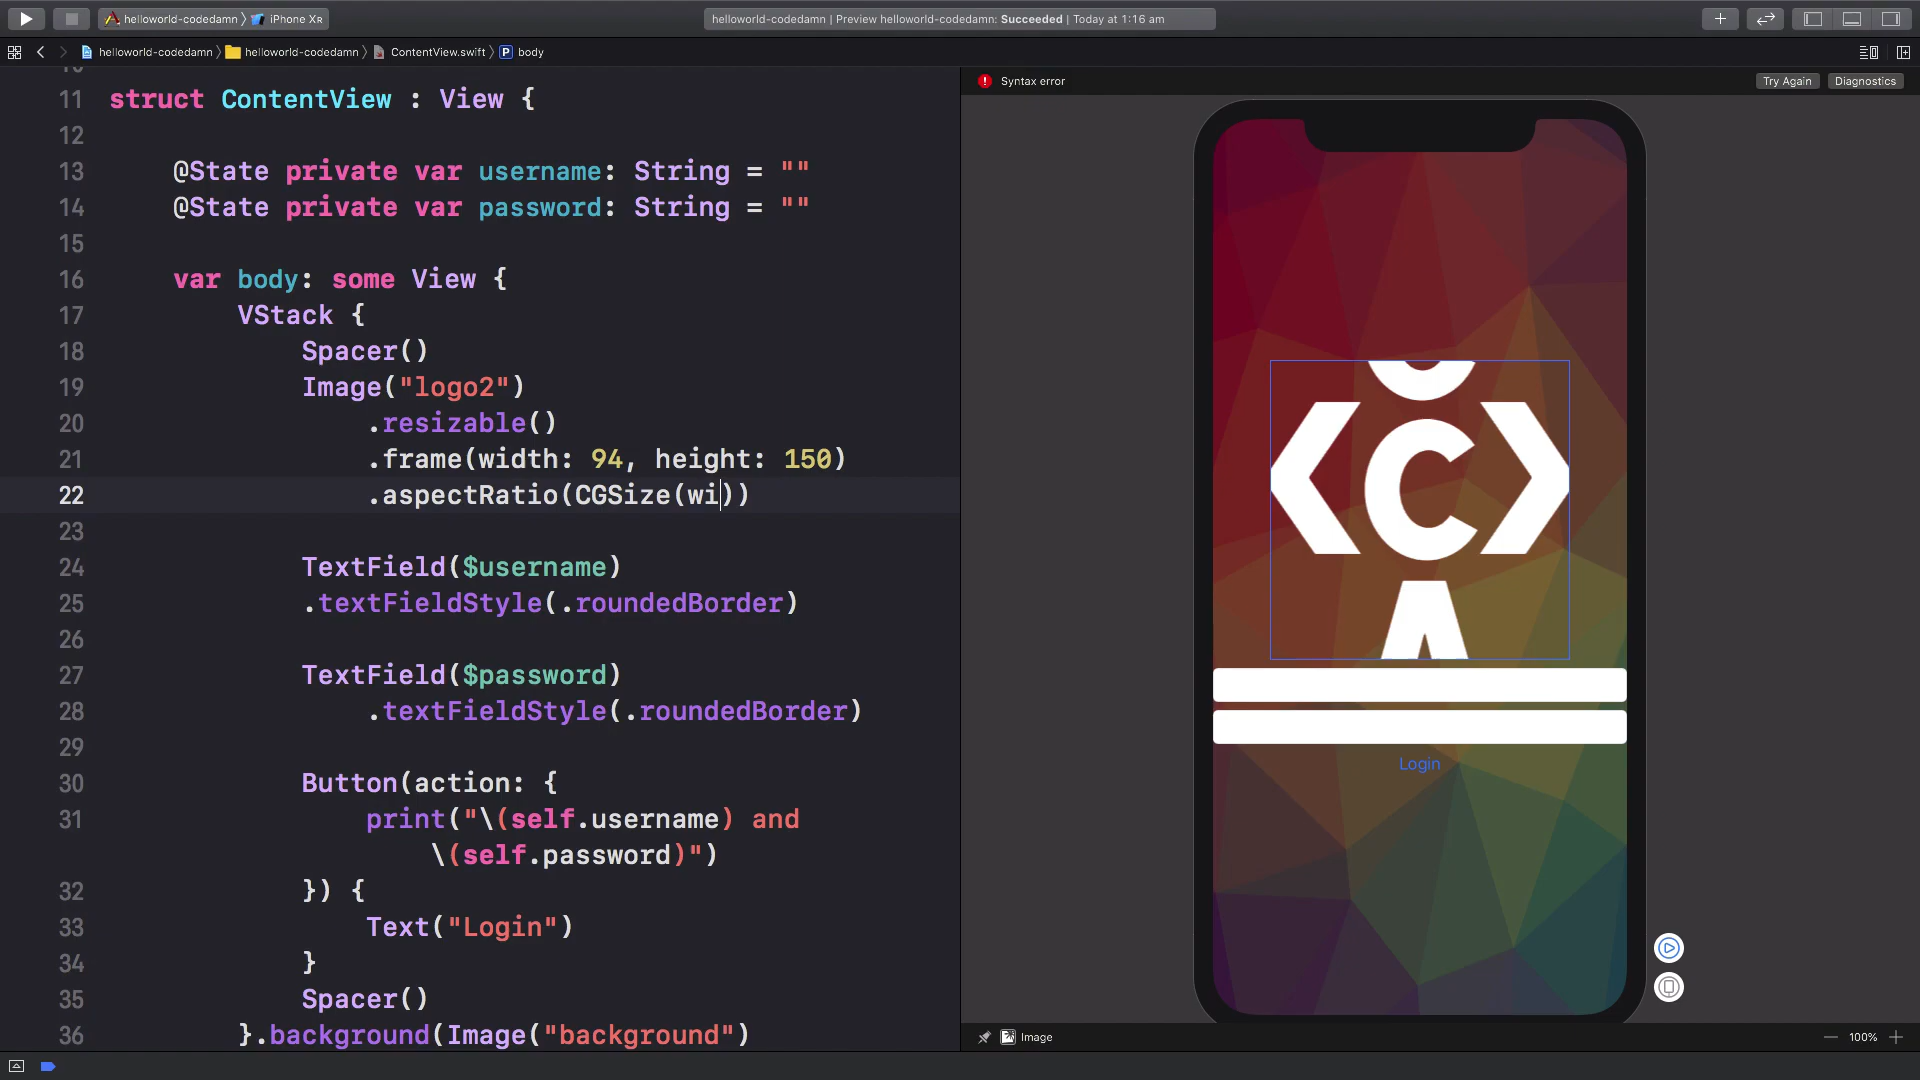 helloworld-codedamn 〉 iPhone XR
helloworld-codedamn | Preview helloworld-codedamn: Succeeded | Today at 1:16 am
helloworld-codedamn 〉 helloworld-codedamn 〉 ContentView.swift 〉 P body
Syntax error
Try Again
Diagnostics
10
11 struct ContentView : View {
12
13 @State private var username: String = ""
14 @State private var password: String = ""
15
16 var body: some View {
17 VStack {
18 Spacer()
19 Image("logo2")
20 .resizable()
21 .frame(width: 94, height: 150)
22 .aspectRatio(CGSize(wi))
23
24 TextField($username)
25 .textFieldStyle(.roundedBorder)
26
27 TextField($password)
28 .textFieldStyle(.roundedBorder)
29
30 Button(action: {
31 print("\(self.username) and
\(self.password)")
32 }) {
33 Text("Login")
34 }
35 Spacer()
36 }.background(Image("background")
<C>
A
Login
Image
100%